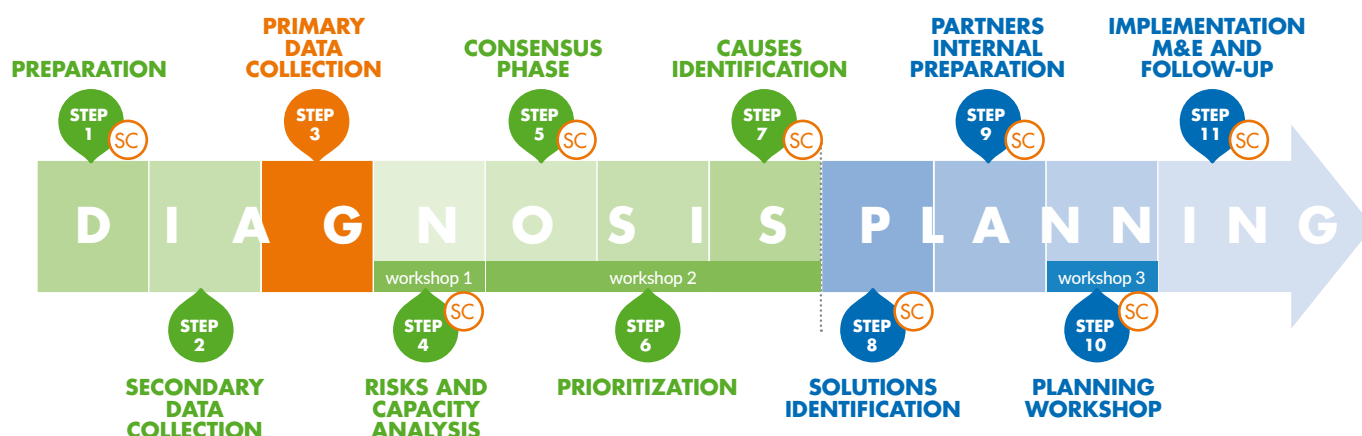 PREPARATION
PRIMARY
DATA
COLLECTION
CONSENSUS
PHASE
CAUSES
IDENTIFICATION
PARTNERS
INTERNAL
PREPARATION
IMPLEMENTATION
M&E AND
FOLLOW-UP
STEP
1
SC
STEP
3
STEP
5
SC
STEP
7
SC
STEP
9
SC
STEP
11
SC
DIAGNOSIS PLANNING
workshop 1
workshop 2
workshop 3
STEP
2
STEP
4
SC
STEP
6
STEP
8
SC
STEP
10
SC
SECONDARY
DATA
COLLECTION
RISKS AND
CAPACITY
ANALYSIS
PRIORITIZATION
SOLUTIONS
IDENTIFICATION
PLANNING
WORKSHOP